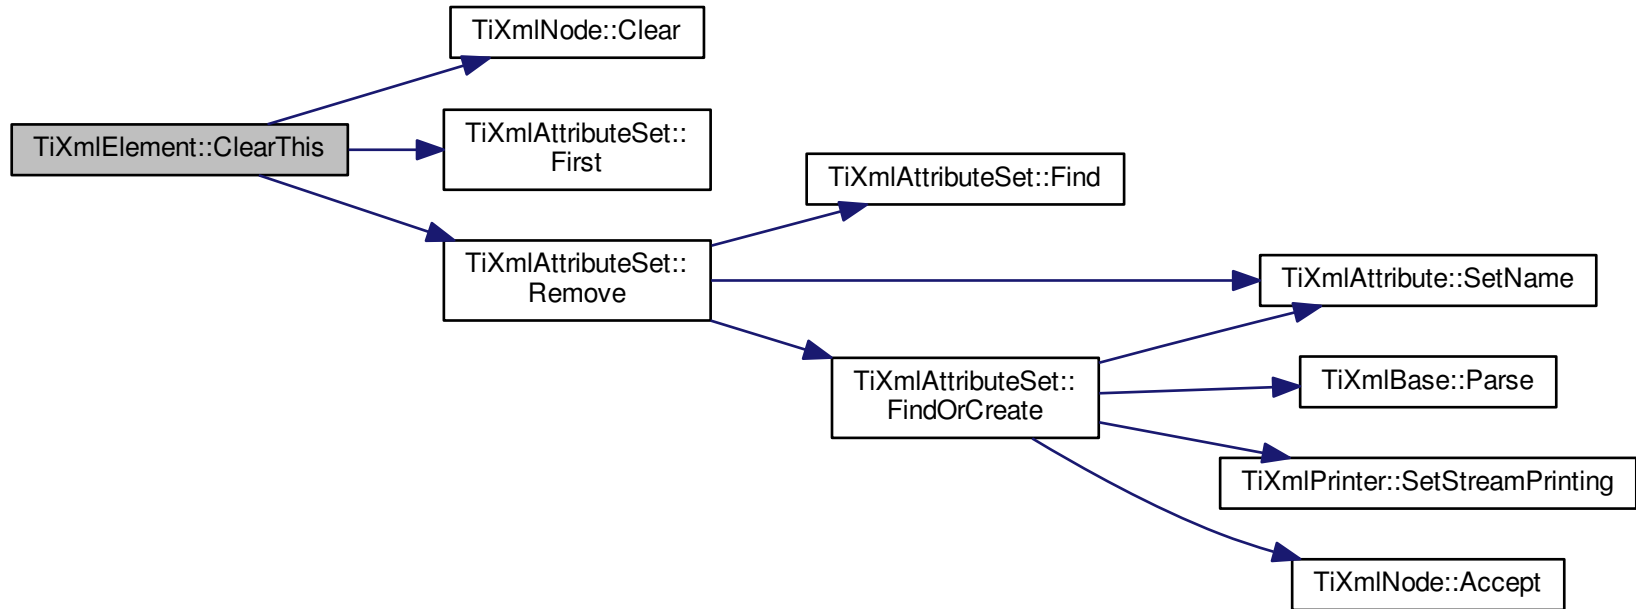 TiXmlNode::Clear
TiXmlElement::ClearThis
TiXmlAttributeSet::
First
TiXmlAttributeSet::
Remove
TiXmlAttributeSet::Find
TiXmlAttributeSet::
FindOrCreate
TiXmlAttribute::SetName
TiXmlBase::Parse
TiXmlPrinter::SetStreamPrinting
TiXmlNode::Accept